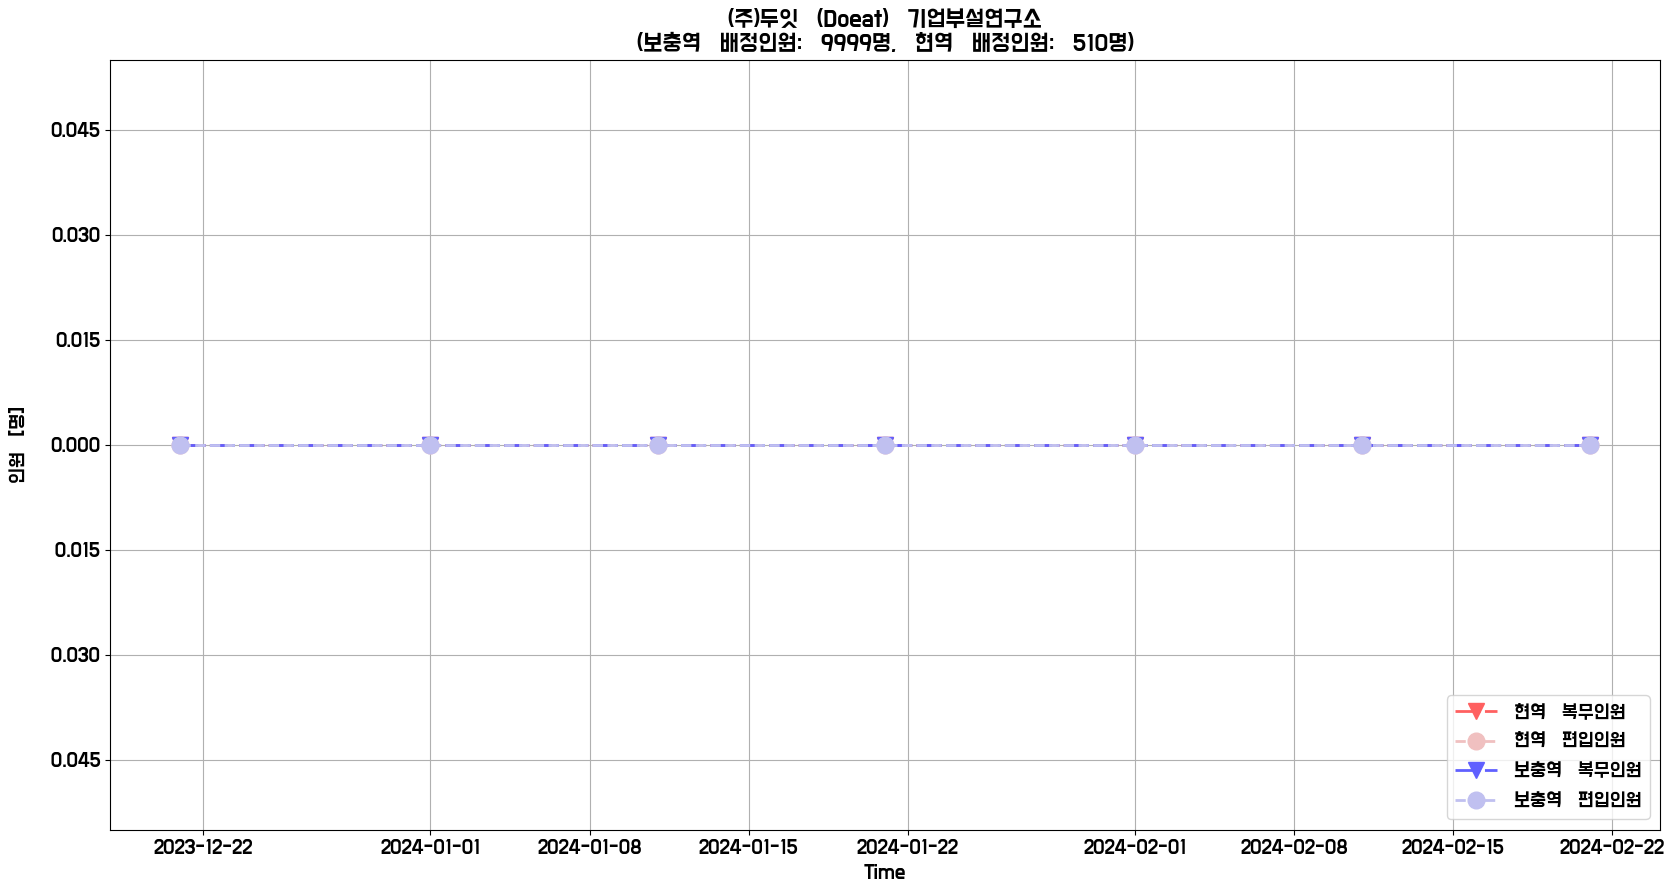 (주)두잇 (Doeat) 기업부설연구소
(보충역 배정인원: 9999명, 현역 배정인원: 510명)
0.045
0.030
0.015
0.000
0.015
0.030
0.045
인원 [명]
현역 복무인원
현역 편입인원
보충역 복무인원
보충역 편입인원
2023-12-22 2024-01-01 2024-01-08 2024-01-15 2024-01-22 2024-02-01 2024-02-08 2024-02-15 2024-02-22
Time